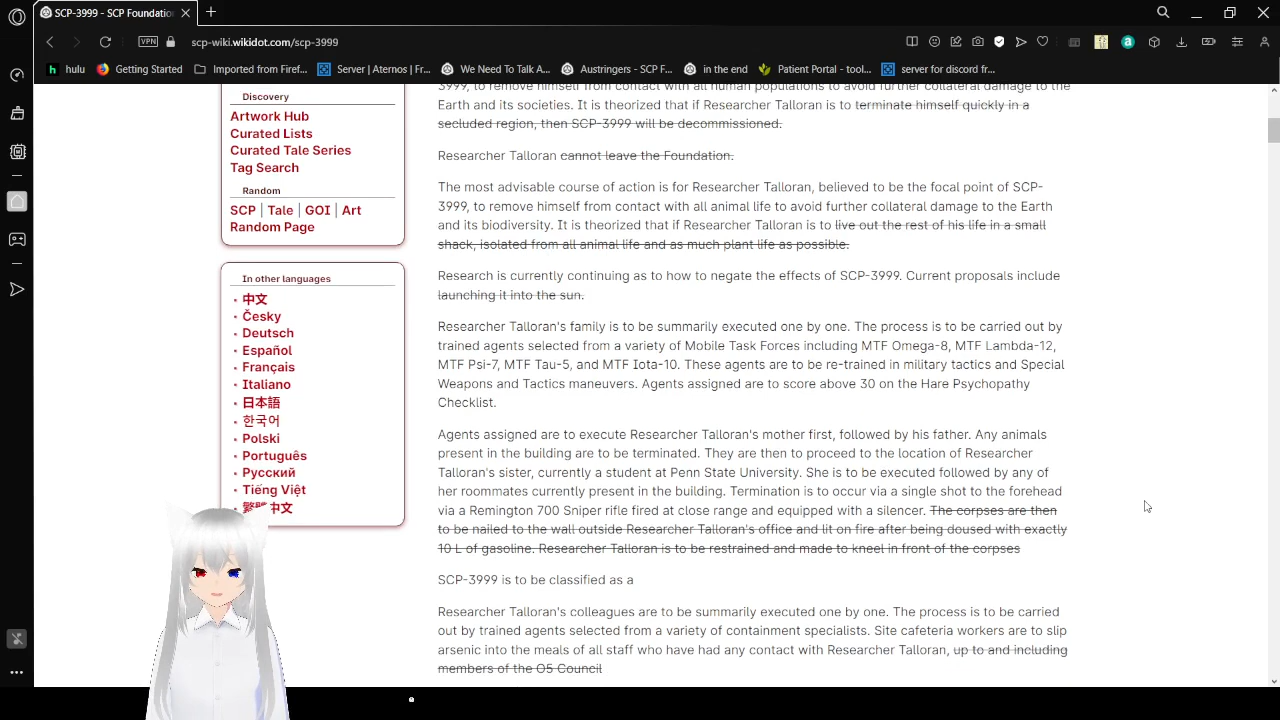 SCP-3999 - SCP Foundation
scp-wiki.wikidot.com/scp-3999
VPN
hulu
Getting Started
Imported from Firef...
Server | Aternos | Fr...
We Need To Talk A...
Austringers - SCP F...
in the end
Patient Portal - tool...
server for discord fr...
Discovery
Artwork Hub
Curated Lists
Curated Tale Series
Tag Search
Random
SCP | Tale | GOI | Art
Random Page
In other languages
中文
Česky
Deutsch
Español
Français
Italiano
日本語
한국어
Polski
Português
Русский
Tiếng Việt
繁體中文
3999, to remove himself from contact with all human populations to avoid further collateral damage to the
Earth and its societies. It is theorized that if Researcher Talloran is to terminate himself quickly in a
secluded region, then SCP-3999 will be decommissioned.
Researcher Talloran cannot leave the Foundation.
The most advisable course of action is for Researcher Talloran, believed to be the focal point of SCP-
3999, to remove himself from contact with all animal life to avoid further collateral damage to the Earth
and its biodiversity. It is theorized that if Researcher Talloran is to live out the rest of his life in a small
shack, isolated from all animal life and as much plant life as possible.
Research is currently continuing as to how to negate the effects of SCP-3999. Current proposals include
launching it into the sun.
Researcher Talloran's family is to be summarily executed one by one. The process is to be carried out by
trained agents selected from a variety of Mobile Task Forces including MTF Omega-8, MTF Lambda-12,
MTF Psi-7, MTF Tau-5, and MTF Iota-10. These agents are to be re-trained in military tactics and Special
Weapons and Tactics maneuvers. Agents assigned are to score above 30 on the Hare Psychopathy
Checklist.
Agents assigned are to execute Researcher Talloran's mother first, followed by his father. Any animals
present in the building are to be terminated. They are then to proceed to the location of Researcher
Talloran's sister, currently a student at Penn State University. She is to be executed followed by any of
her roommates currently present in the building. Termination is to occur via a single shot to the forehead
via a Remington 700 Sniper rifle fired at close range and equipped with a silencer. The corpses are then
to be nailed to the wall outside Researcher Talloran's office and lit on fire after being doused with exactly
10 L of gasoline. Researcher Talloran is to be restrained and made to kneel in front of the corpses
SCP-3999 is to be classified as a
Researcher Talloran's colleagues are to be summarily executed one by one. The process is to be carried
out by trained agents selected from a variety of containment specialists. Site cafeteria workers are to slip
arsenic into the meals of all staff who have had any contact with Researcher Talloran, up to and including
members of the O5 Council